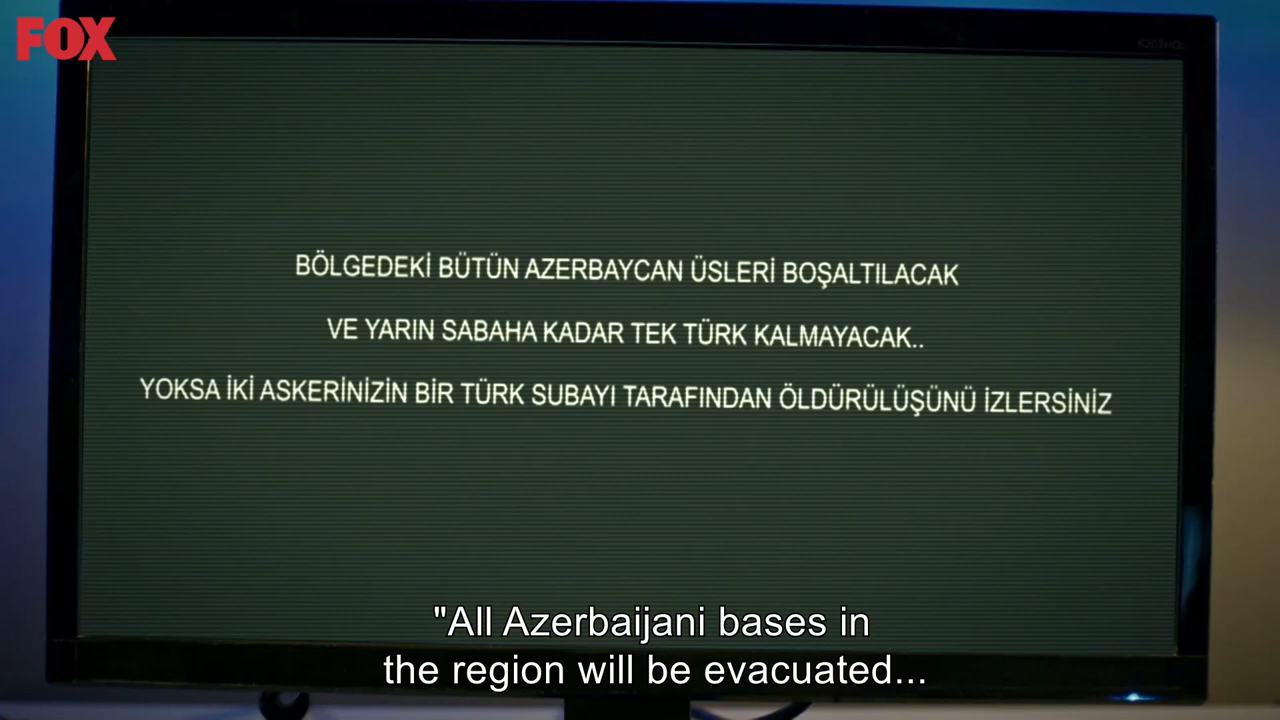 FOX
BÖLGEDEKİ BÜTÜN AZERBAYCAN ÜSLERİ BOŞALTILACAK
VE YARIN SABAHA KADAR TEK TÜRK KALMAYACAK..
YOKSA İKİ ASKERİNİZİN BİR TÜRK SUBAYI TARAFINDAN ÖLDÜRÜLÜŞÜNÜ İZLERSİNİZ
"All Azerbaijani bases in
the region will be evacuated...